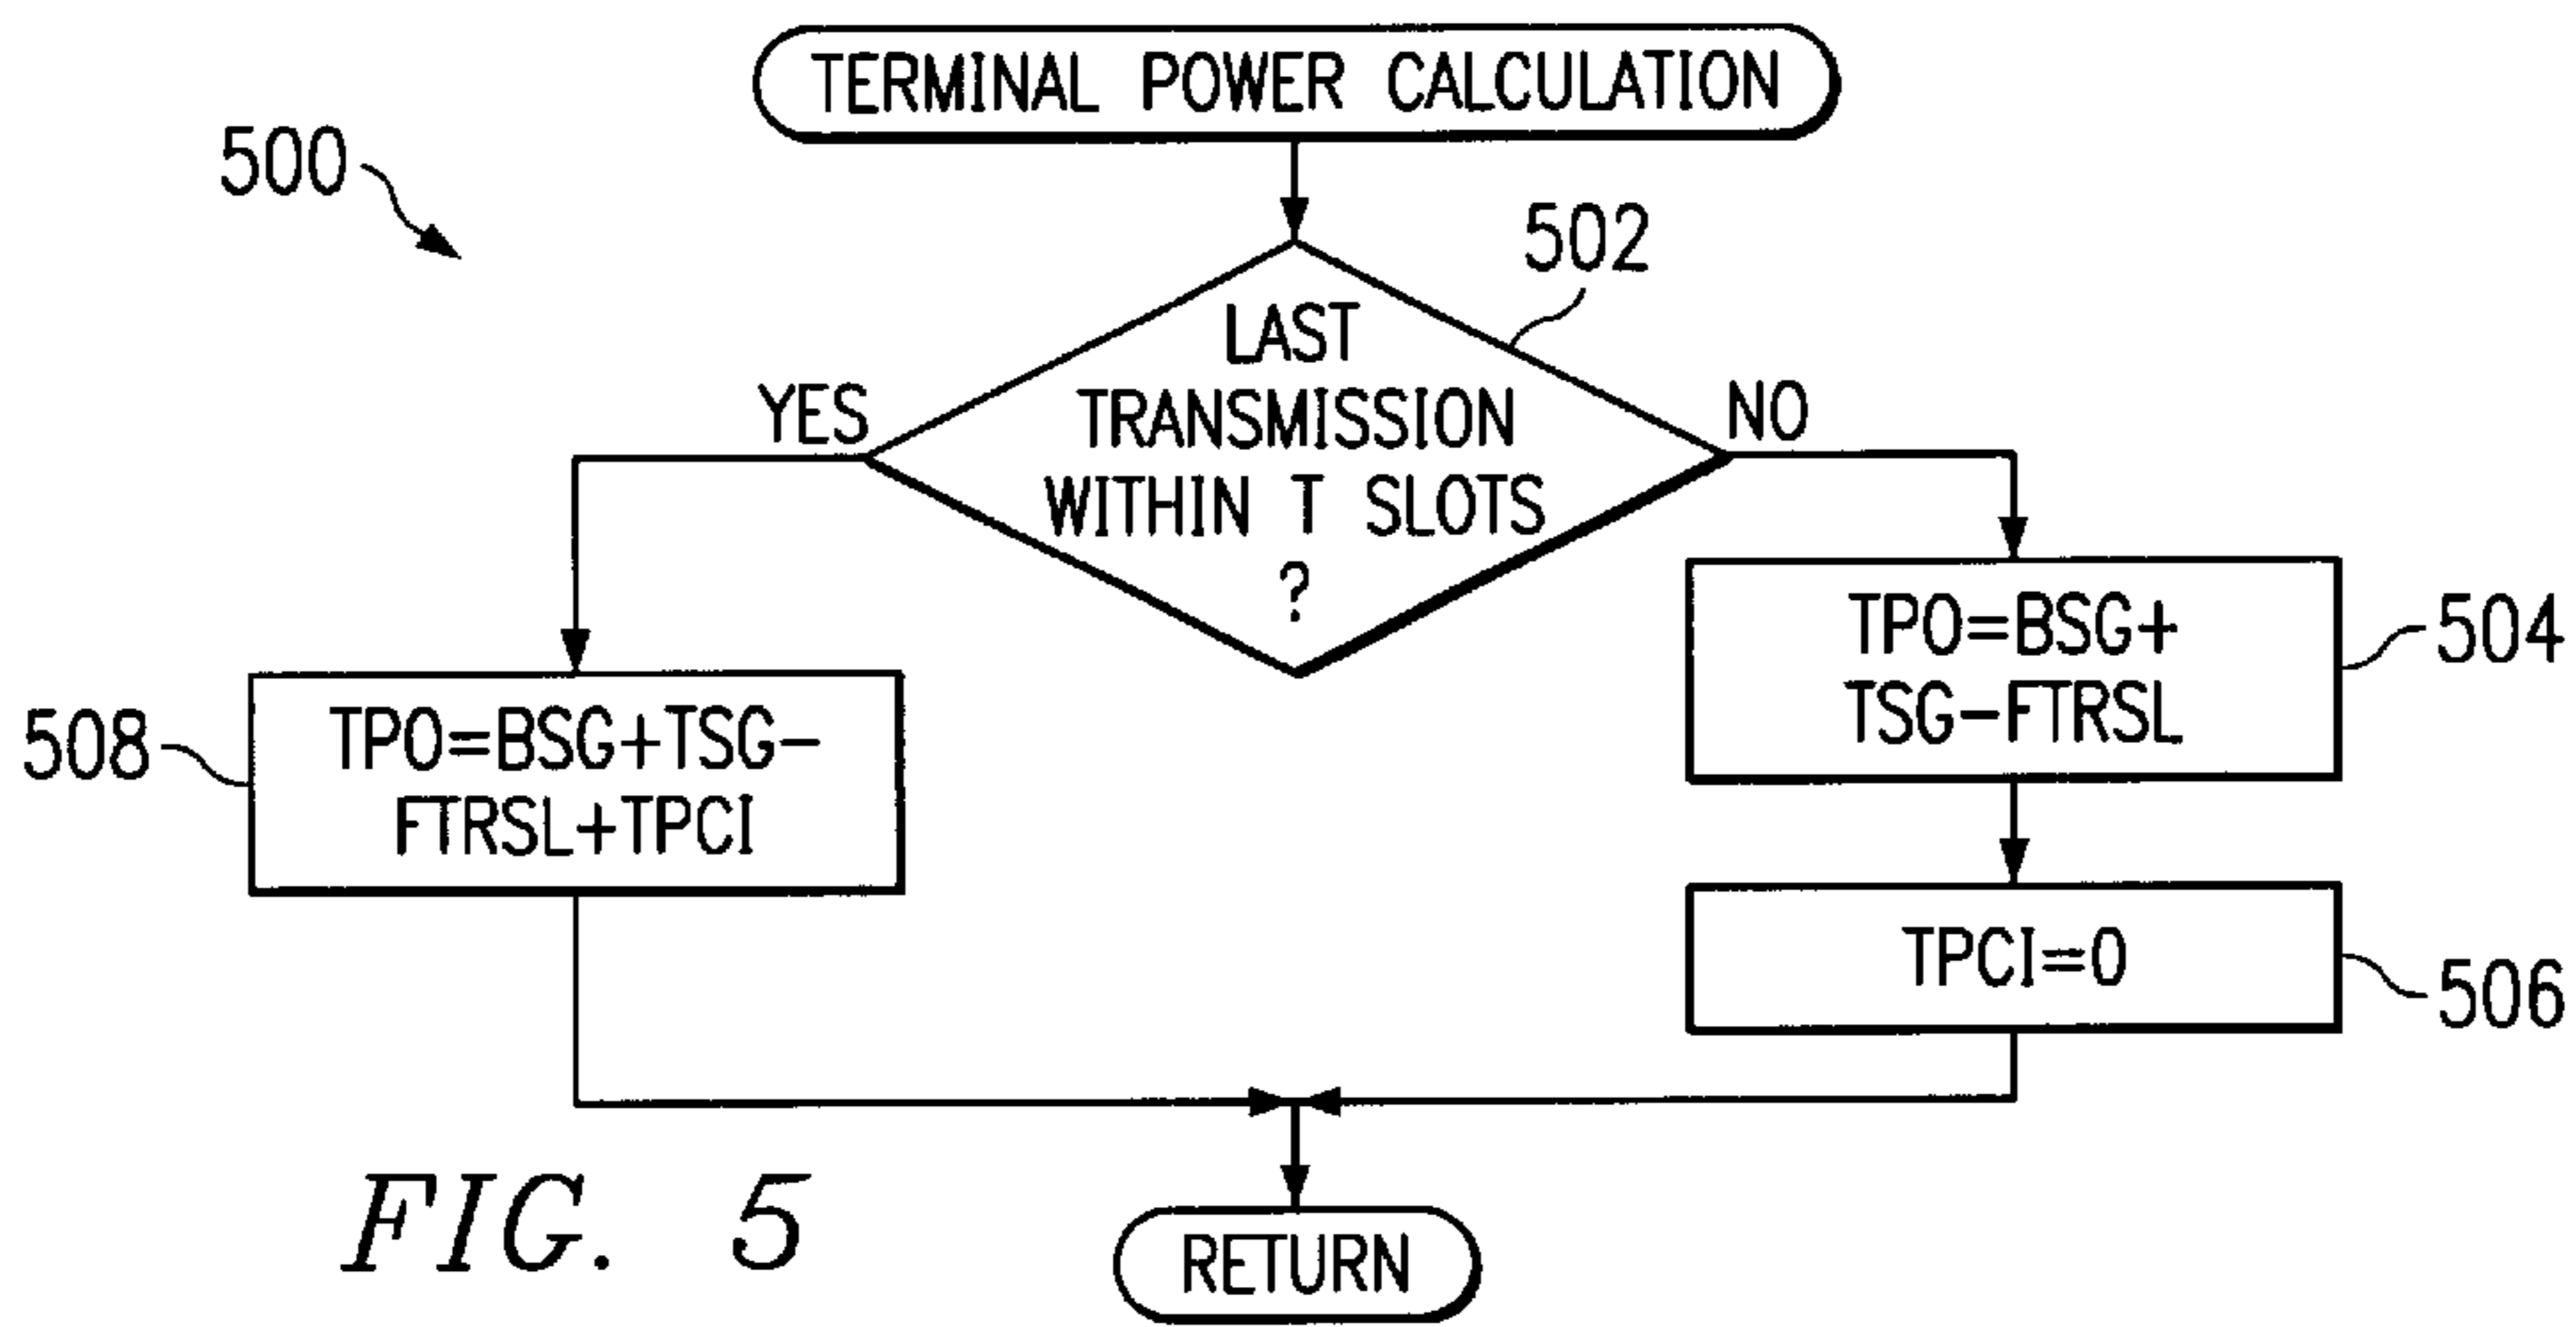 TERMINAL POWER CALCULATION
500
502
LAST
TRANSMISSION
WITHIN T SLOTS
?
YES
NO
TPO=BSG+
TSG-FTRSL
504
508
TPO=BSG+TSG-
FTRSL+TPCI
TPCI=0
506
FIG. 5
RETURN